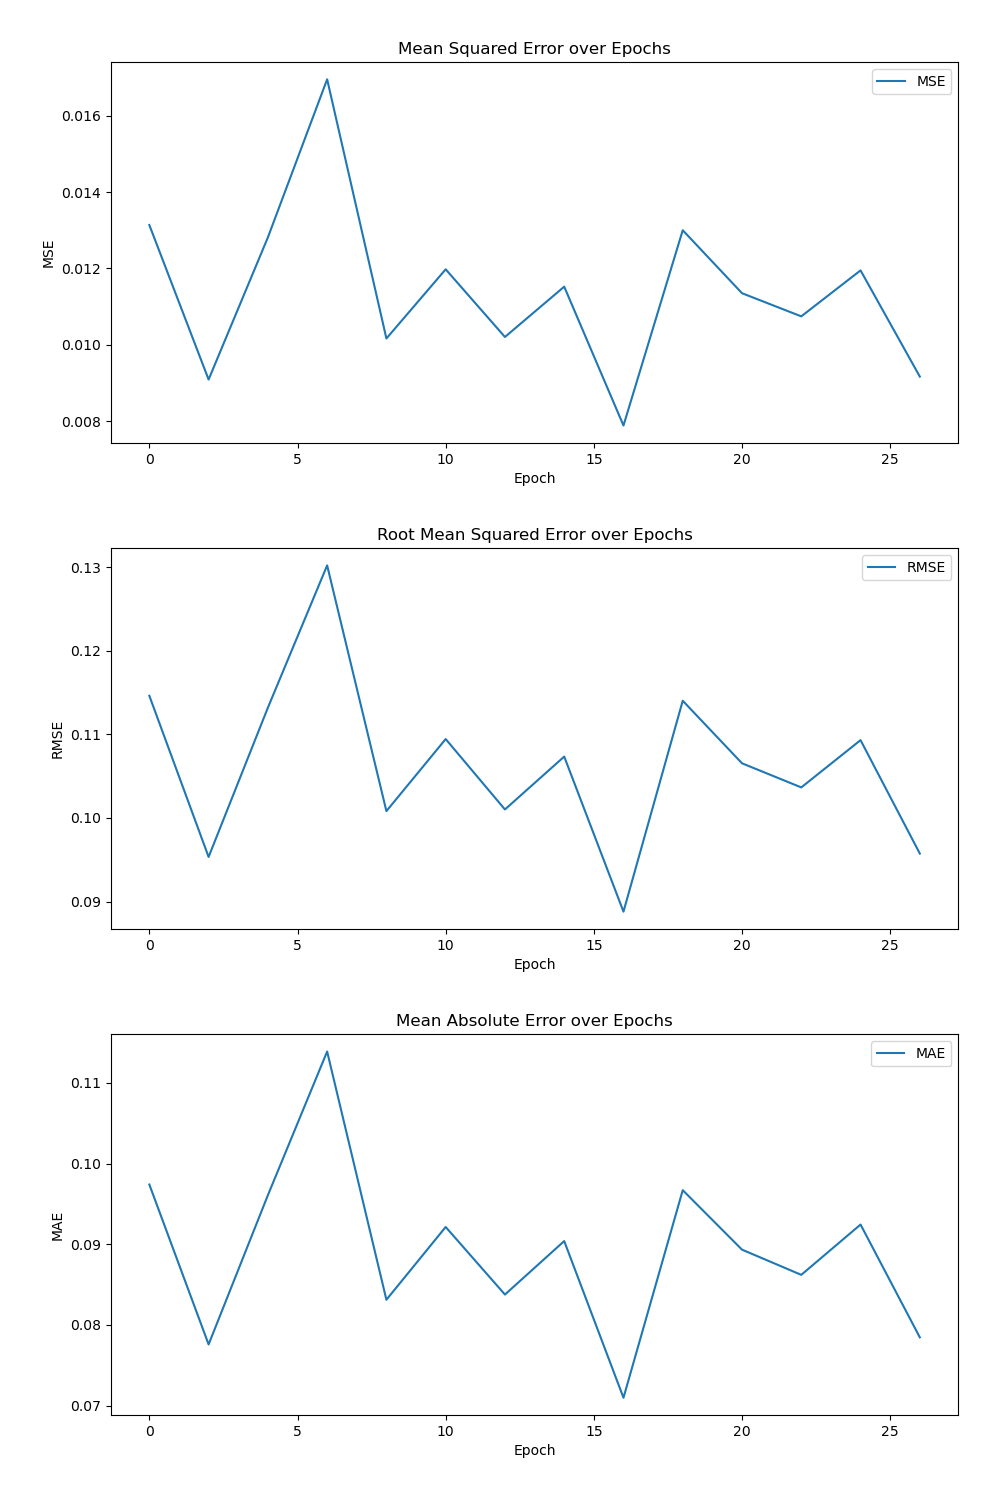 Mean Squared Error over Epochs
MSE
0.016
0.014
0.012
0.010
0.008
MSE
0 5 10 15 20 25
Epoch
Root Mean Squared Error over Epochs
RMSE
0.13
0.12
0.11
0.10
0.09
RMSE
0 5 10 15 20 25
Epoch
Mean Absolute Error over Epochs
MAE
0.11
0.10
0.09
0.08
0.07
MAE
0 5 10 15 20 25
Epoch